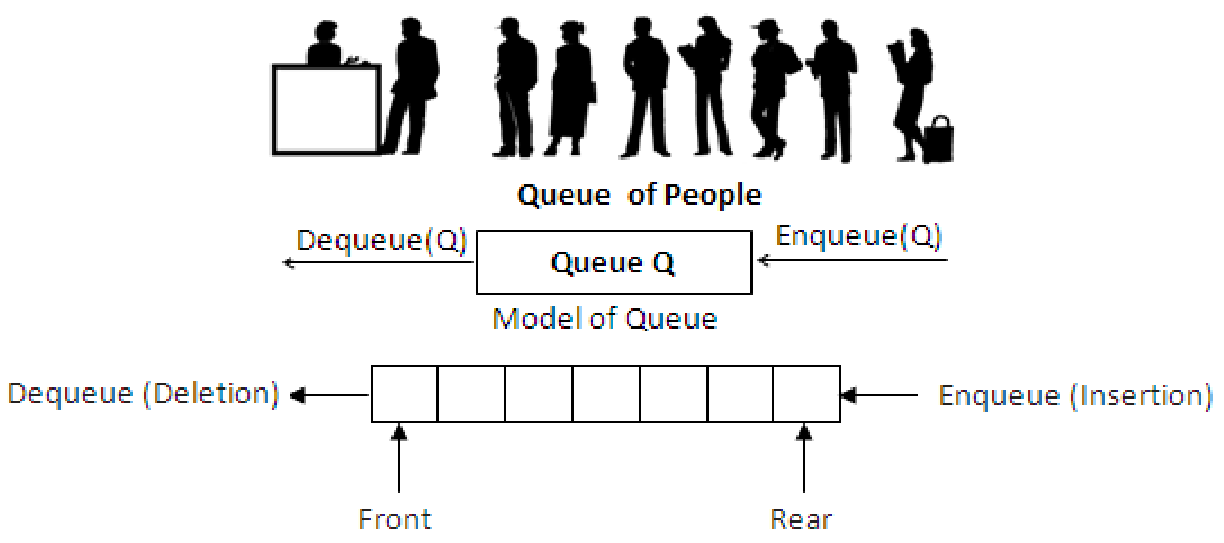 Queue of People
Dequeue(Q)
Enqueue(Q)
Queue Q
Model of Queue
Dequeue (Deletion)
Enqueue (Insertion)
Front
Rear